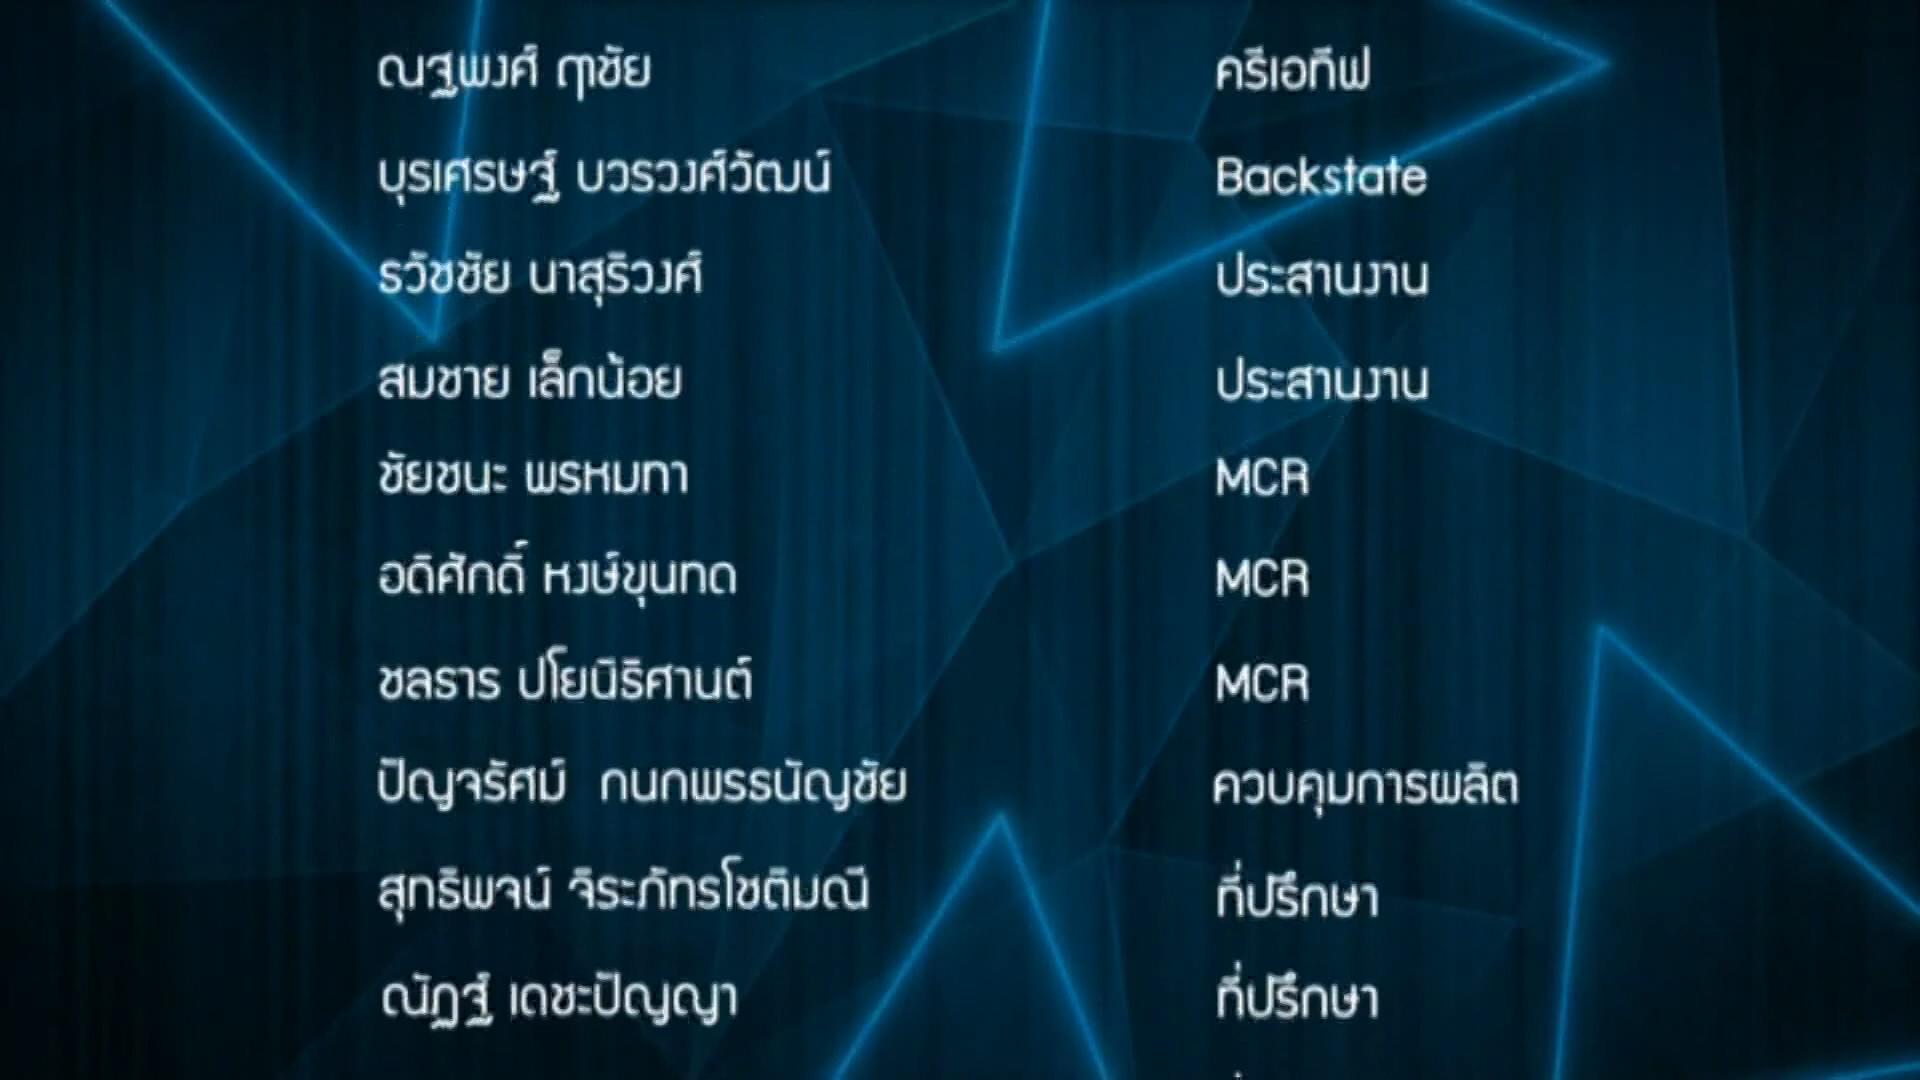 ณฐพงศ์ ฤาชัย ครีเอทีฟ
บุรเศรษฐ์ บวรวงศ์วัฒน์ Backstate
ธวัชชัย นาสุริวงศ์ ประสานงาน
สมชาย เล็กน้อย ประสานงาน
ชัยชนะ พรหมทา MCR
อดิศักดิ์ หงษ์ขุนทด MCR
ชลธาร ปโยนิธิศานต์ MCR
ปัญจรัศม์ กนกพรรธนัญชัย ควบคุมการผลิต
สุทธิพจน์ จิระภัทรโชติมณี ที่ปรึกษา
ณัฏฐ์ เดชะปัญญา ที่ปรึกษา